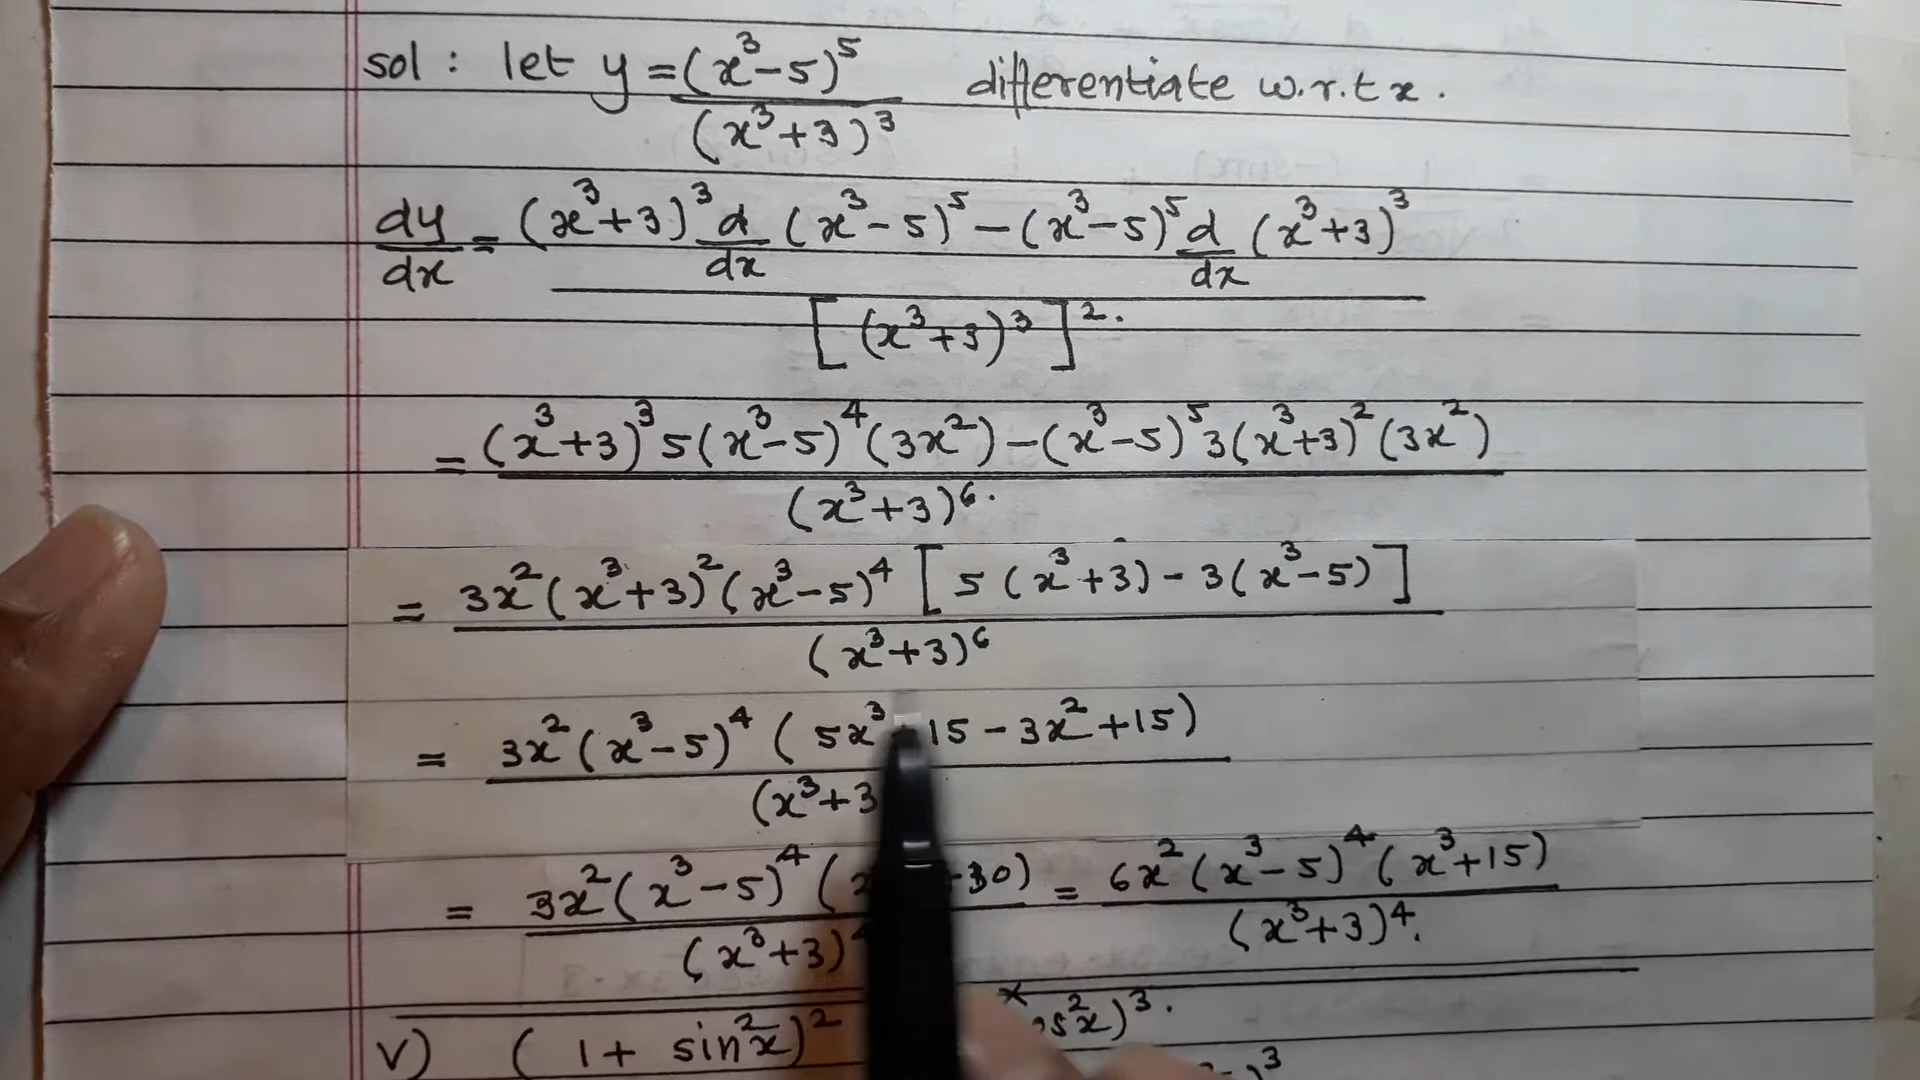 sol : let y = (x³-5)⁵ / (x³+3)³ differentiate w.r.t x.
dy/dx = (x³+3)³ d/dx (x³-5)⁵ - (x³-5)⁵ d/dx (x³+3)³ / [(x³+3)³]².
= (x³+3)³ 5(x³-5)⁴ (3x²) - (x³-5)⁵ 3(x³+3)² (3x²) / (x³+3)⁶.
= 3x² (x³+3)² (x³-5)⁴ [5(x³+3) - 3(x³-5)] / (x³+3)⁶
= 3x² (x³-5)⁴ (5x³ 15 - 3x² + 15) / (x³+3
= 3x² (x³-5)⁴ ( 30) / (x³+3) = 6x² (x³-5)⁴ (x³+15) / (x³+3)⁴.
v) (1 + sin²x)² s²x)³.
)³